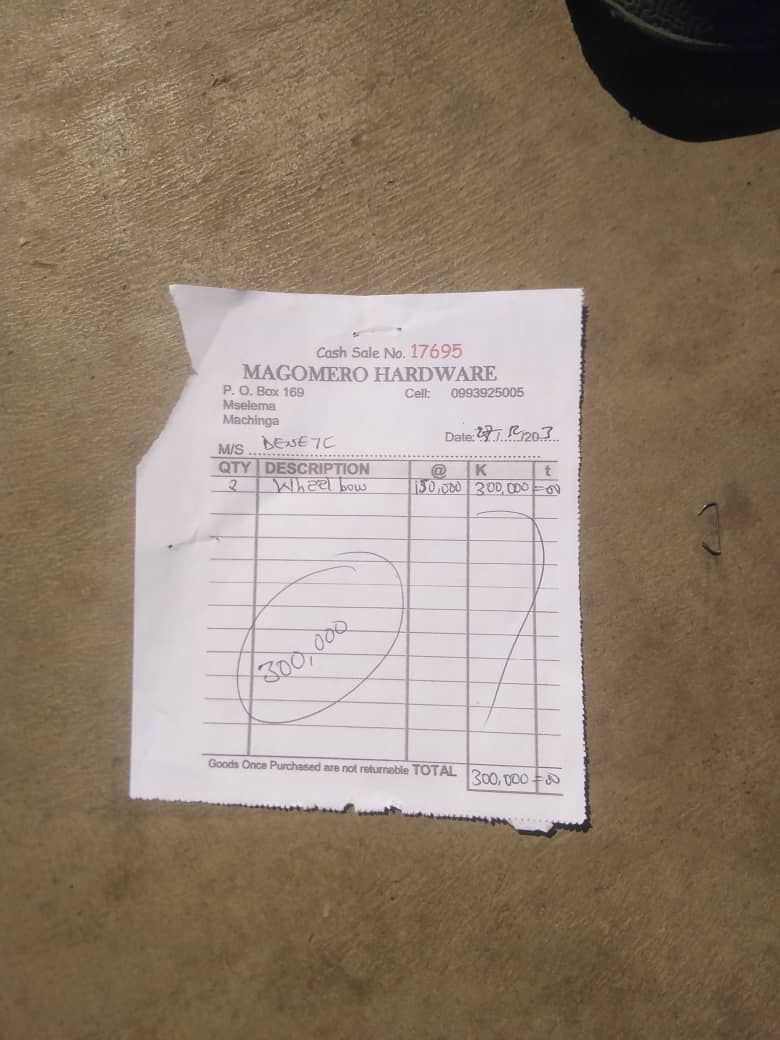 Cash Sale No. 17695
MAGOMERO HARDWARE
P. O. Box 169 Cell: 0993925005
Mselema
Machinga
Date: /20
M/S
QTY DESCRIPTION @ K t
2 Wheel bow 150,000 300,000=00
300,000
Goods Once Purchased are not returnable TOTAL 300,000=00